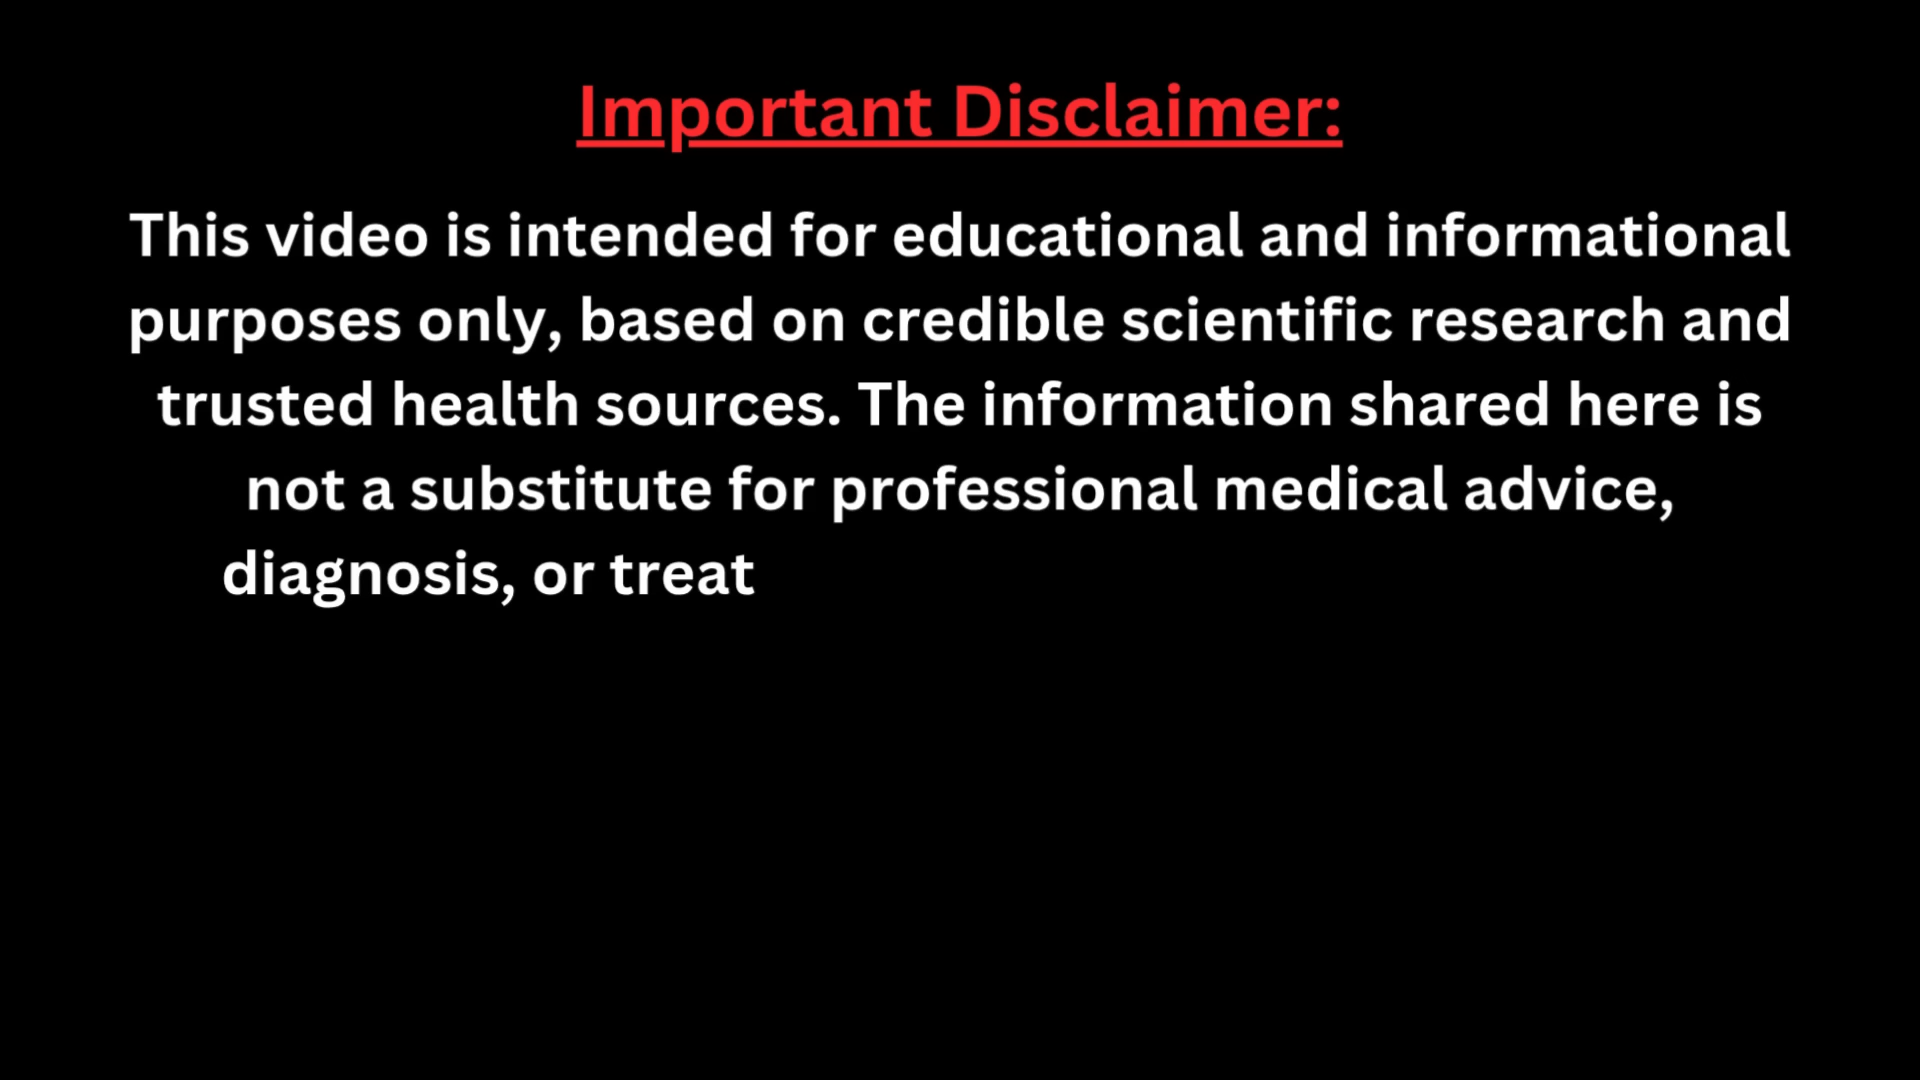 Important Disclaimer:
This video is intended for educational and informational
purposes only, based on credible scientific research and
trusted health sources. The information shared here is
not a substitute for professional medical advice,
diagnosis, or treat